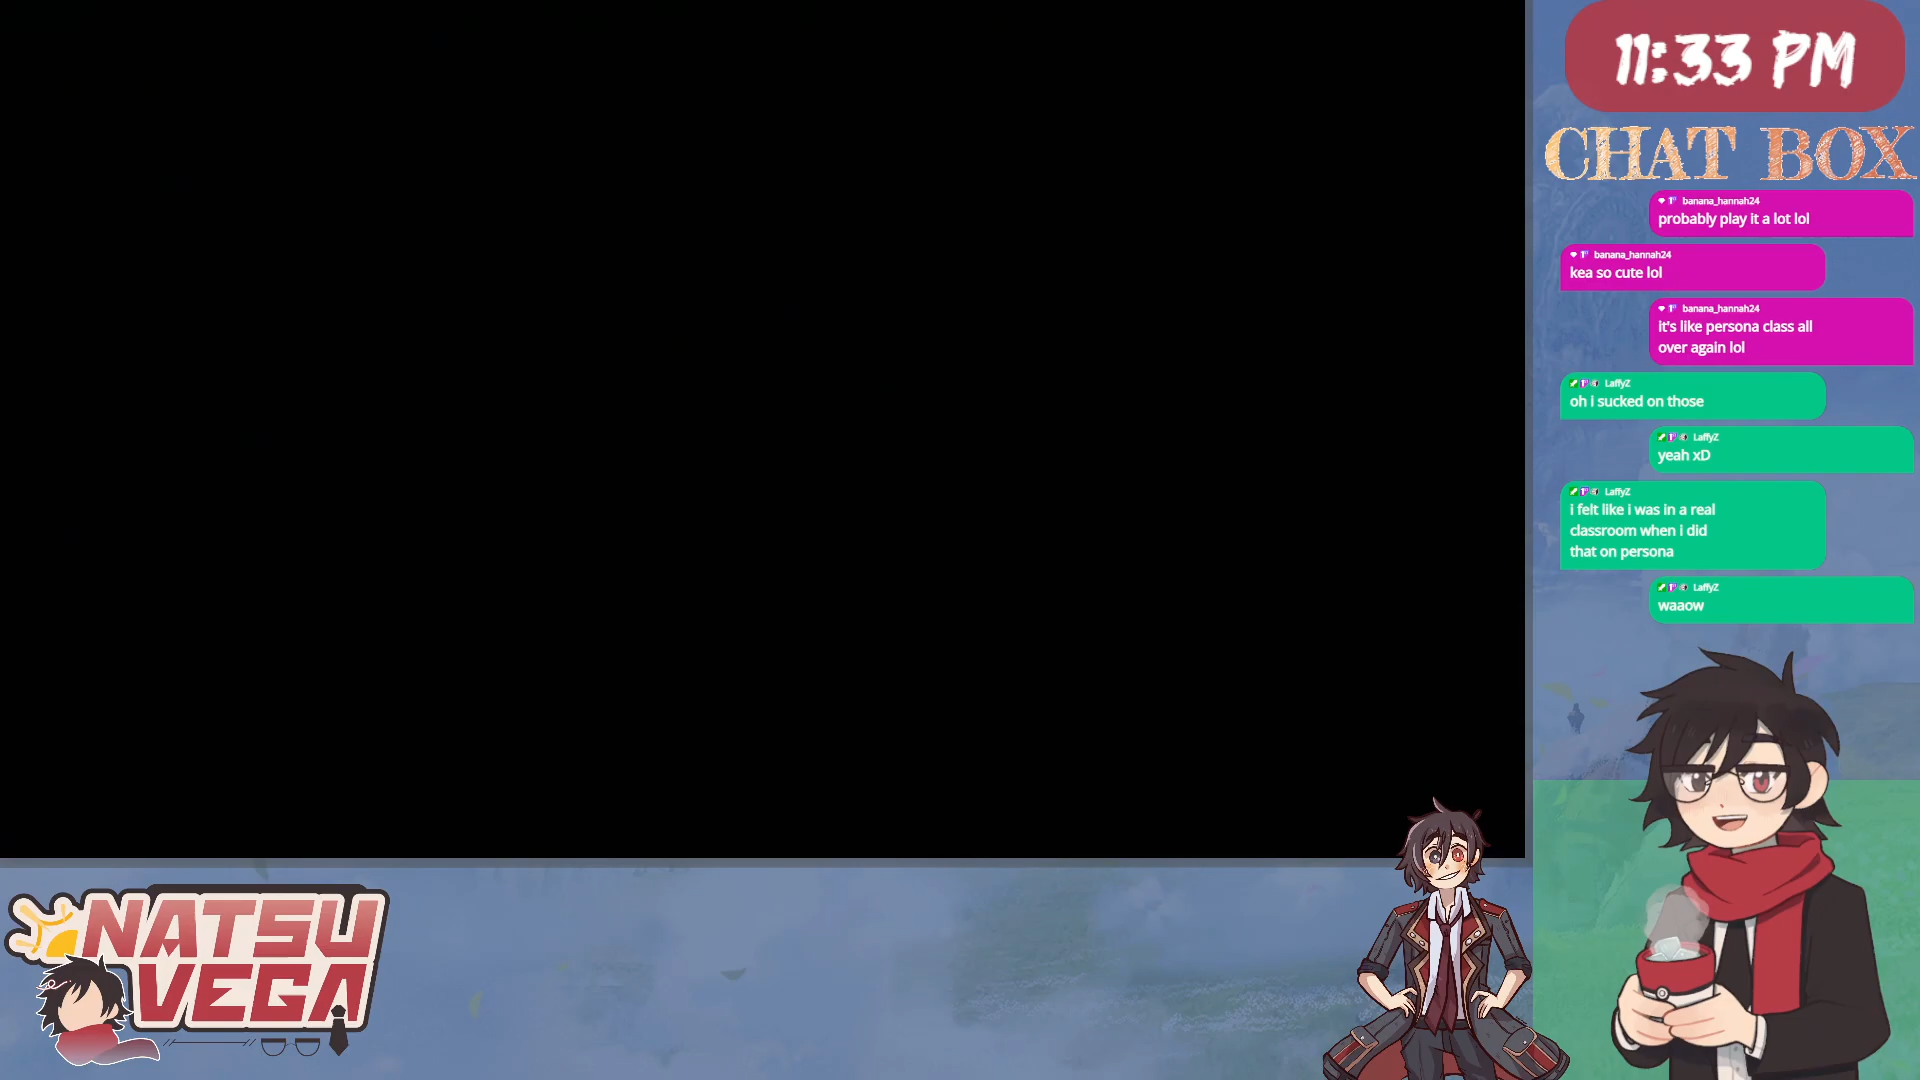 11:33 PM
CHAT BOX
banana_hannah24
probably play it a lot lol
banana_hannah24
kea so cute lol
banana_hannah24
it's like persona class all
over again lol
LaffyZ
oh i sucked on those
LaffyZ
yeah xD
LaffyZ
i felt like i was in a real
classroom when i did
that on persona
LaffyZ
waaow
NATSU
VEGA